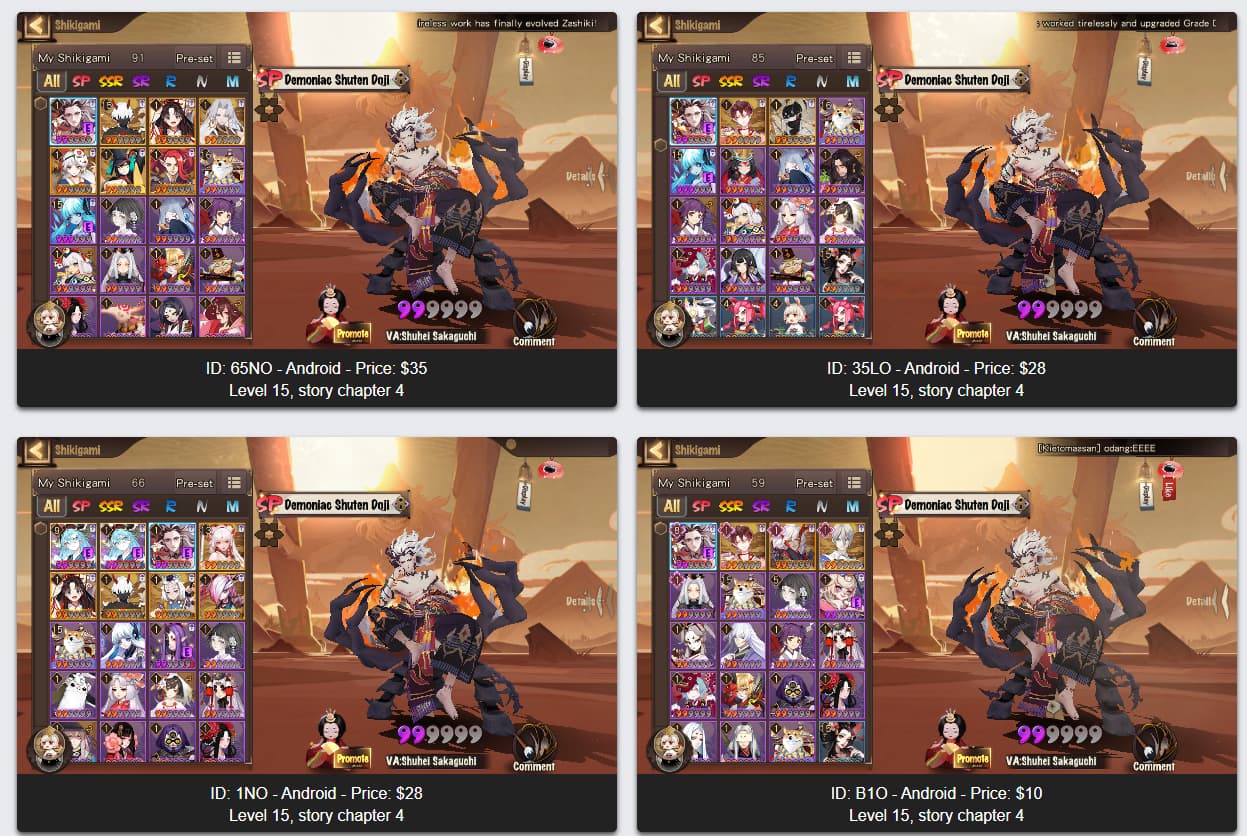 Shikigami
ireless work has finally evolved Zashiki!
My Shikigami 91 Pre-set
All SP SSR SR R N M
SP Demoniac Shuten Doji
Display
Details
999999
Promote
VA:Shuhei Sakaguchi
Comment
ID: 65NO - Android - Price: $35
Level 15, story chapter 4
Shikigami
s worked tirelessly and upgraded Grade
My Shikigami 85 Pre-set
All SP SSR SR R N M
SP Demoniac Shuten Doji
Display
Details
999999
Promote
VA:Shuhei Sakaguchi
Comment
ID: 35LO - Android - Price: $28
Level 15, story chapter 4
Shikigami
My Shikigami 66 Pre-set
All SP SSR SR R N M
SP Demoniac Shuten Doji
Display
Details
999999
Promote
VA:Shuhei Sakaguchi
Comment
ID: 1NO - Android - Price: $28
Level 15, story chapter 4
Shikigami
[Kietomaasan] odang:EEEE
My Shikigami 59 Pre-set
All SP SSR SR R N M
SP Demoniac Shuten Doji
Display
Like
Details
999999
Promote
VA:Shuhei Sakaguchi
Comment
ID: B1O - Android - Price: $10
Level 15, story chapter 4